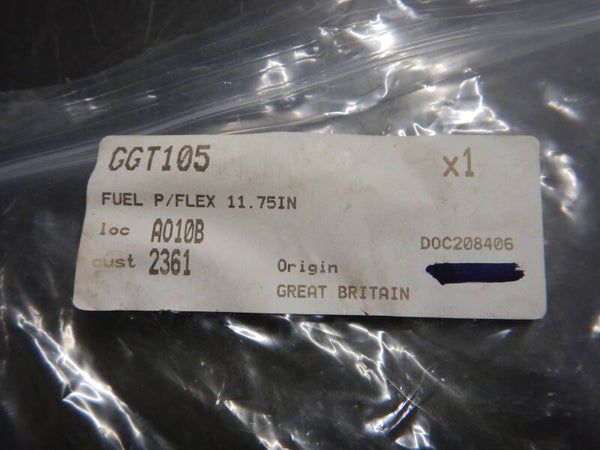 GGT105 x1
FUEL P/FLEX 11.75IN
loc A010B
DOC208406
cust 2361
Origin
GREAT BRITAIN